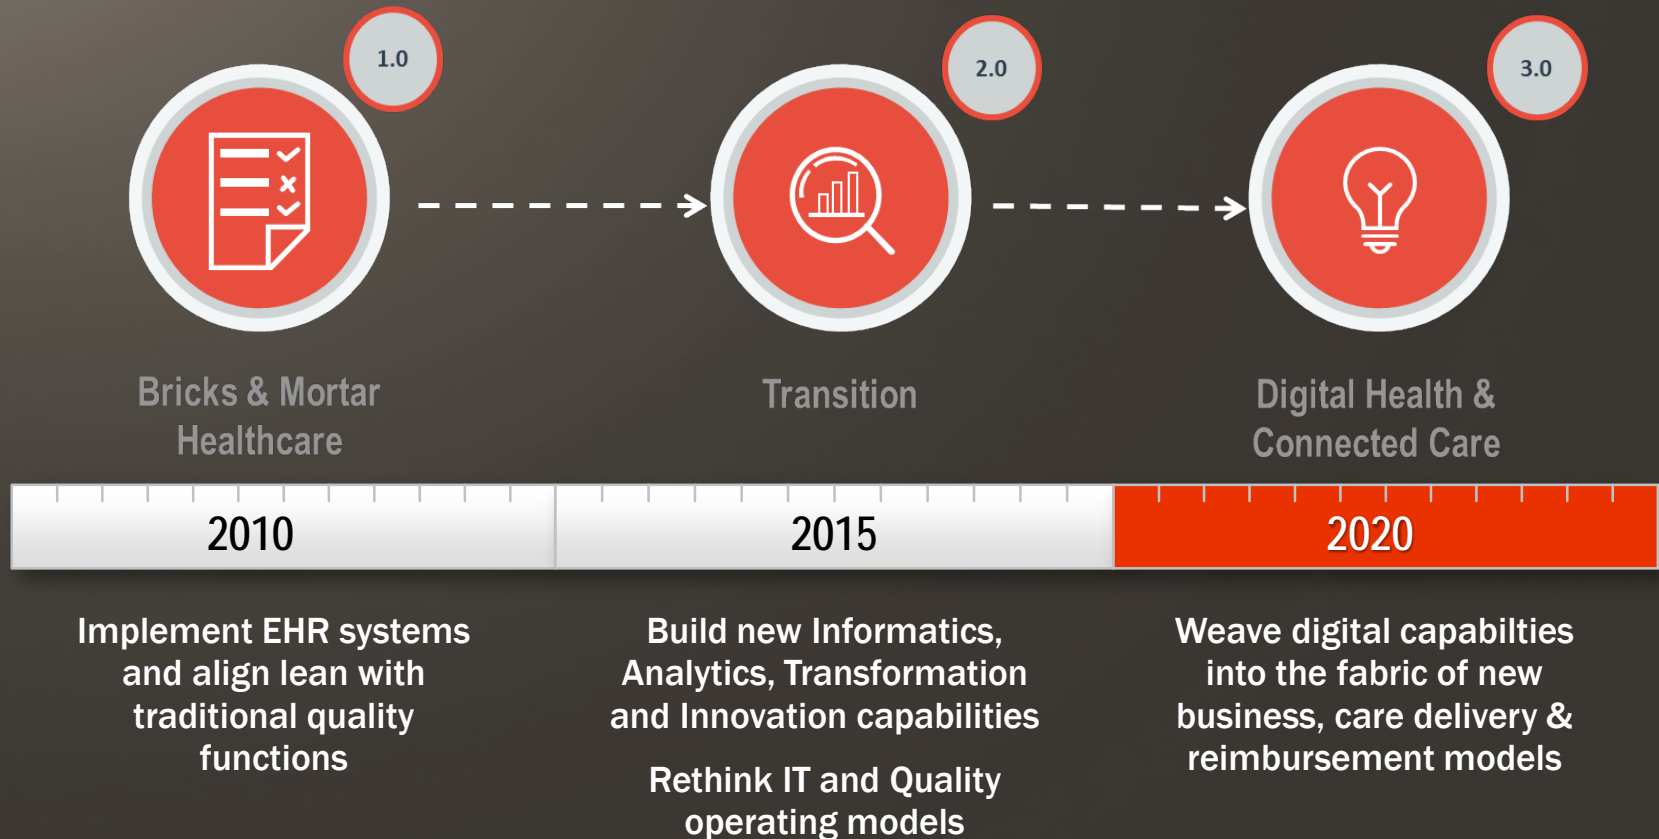 1.0
2.0
3.0
Bricks & Mortar
Healthcare
Transition
Digital Health &
Connected Care
2010
2015
2020
Implement EHR systems
and align lean with
traditional quality
functions
Build new Informatics,
Analytics, Transformation
and Innovation capabilities
Rethink IT and Quality
operating models
Weave digital capabilties
into the fabric of new
business, care delivery &
reimbursement models